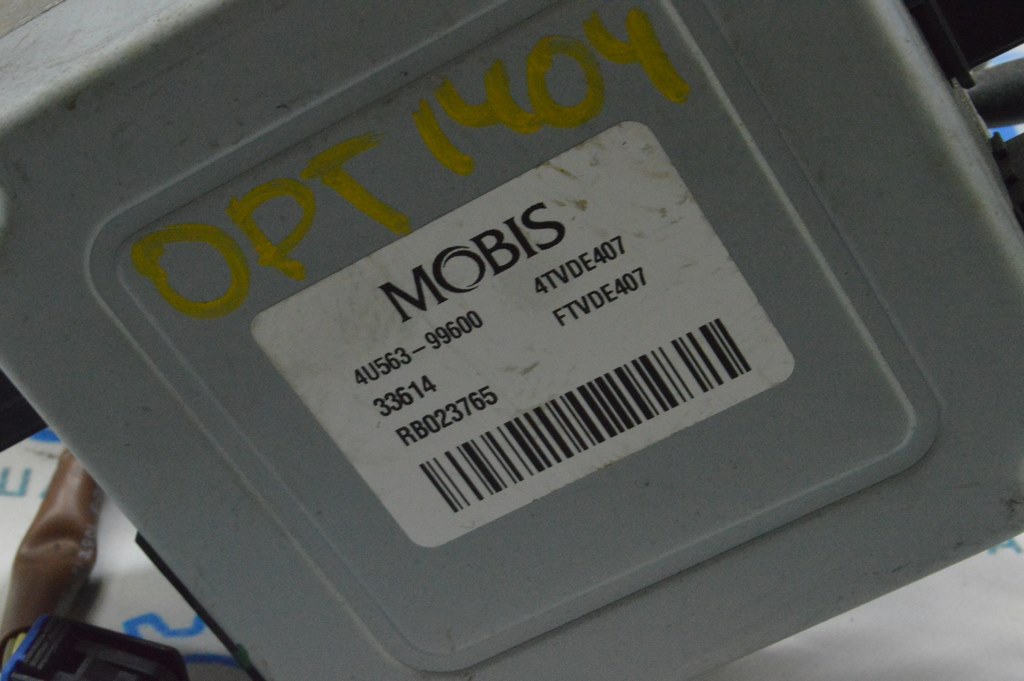 OPT 1404
MOBIS
4U563-99600 4TVDE407
33614 FTVDE407
RB023765